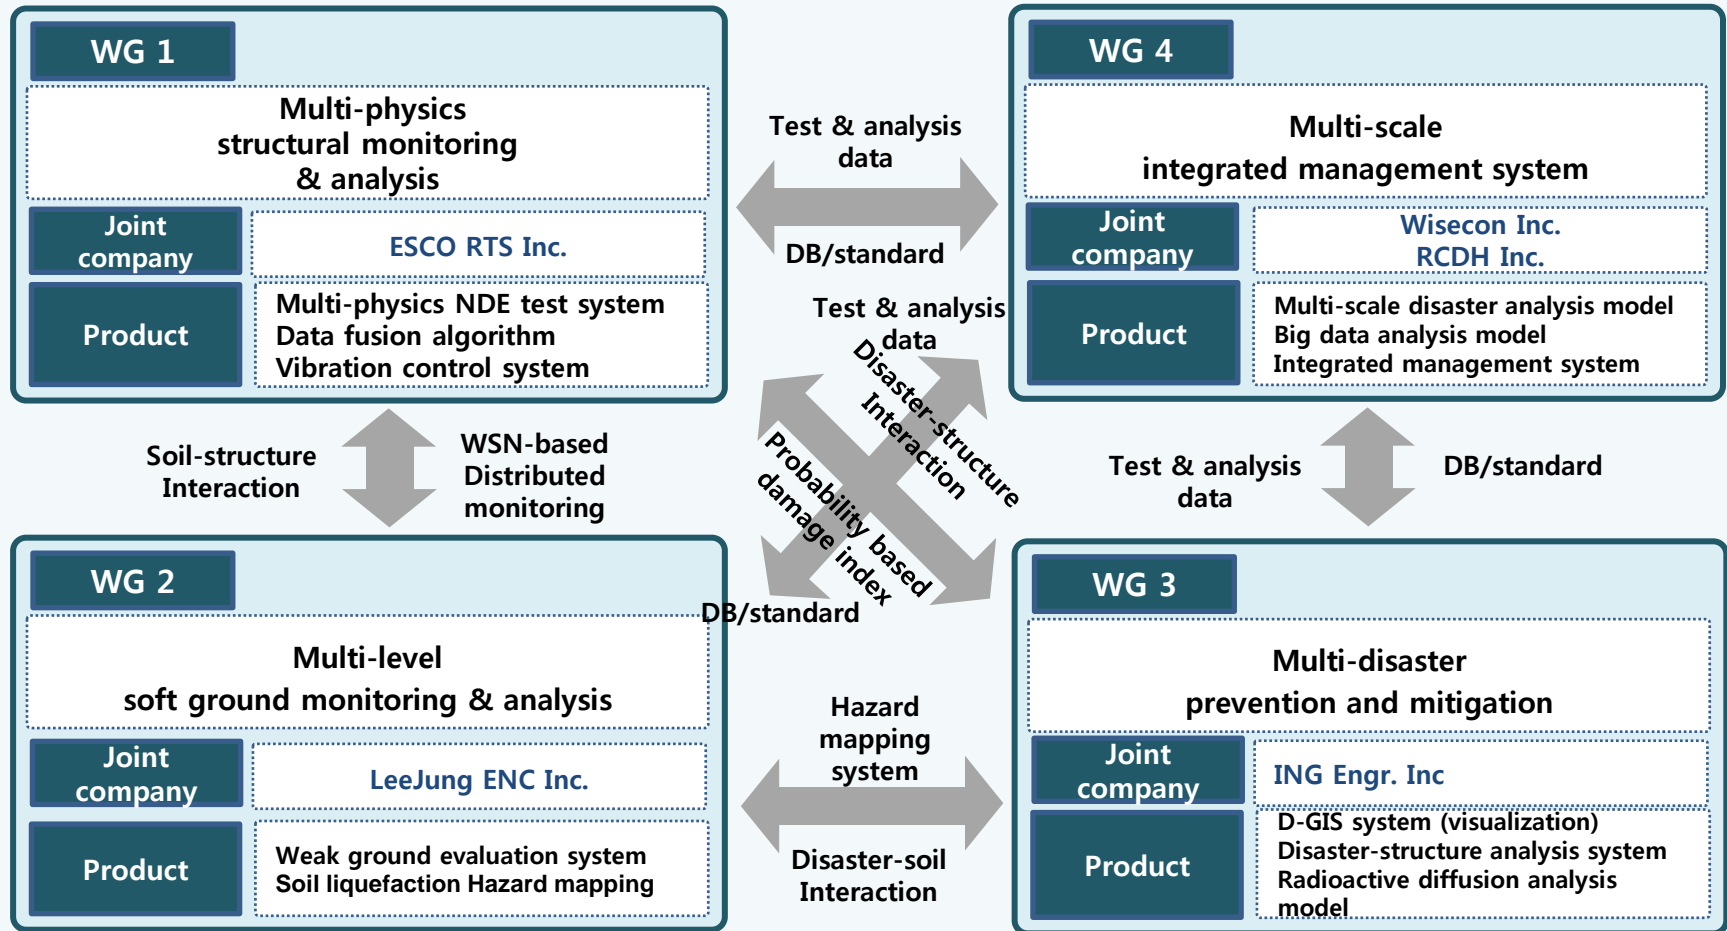 WG 1
Multi-physics
structural monitoring
& analysis
Joint
company
ESCO RTS Inc.
Product
Multi-physics NDE test system
Data fusion algorithm
Vibration control system
Test & analysis
data
DB/standard
WG 4
Multi-scale
integrated management system
Joint
company
Wisecon Inc.
RCDH Inc.
Product
Multi-scale disaster analysis model
Big data analysis model
Integrated management system
Soil-structure
Interaction
WSN-based
Distributed
monitoring
Test & analysis
data
Disaster-structure
Interaction
Probability based
damage index
DB/standard
Test & analysis
data
DB/standard
WG 2
Multi-level
soft ground monitoring & analysis
Joint
company
LeeJung ENC Inc.
Product
Weak ground evaluation system
Soil liquefaction Hazard mapping
Hazard
mapping
system
Disaster-soil
Interaction
WG 3
Multi-disaster
prevention and mitigation
Joint
company
ING Engr. Inc
Product
D-GIS system (visualization)
Disaster-structure analysis system
Radioactive diffusion analysis
model